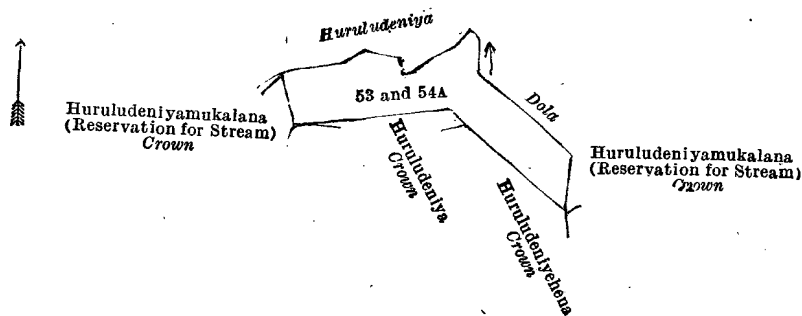 Huruludeniya
53 and 54A
Dola
Huruludeniyamukalana
(Reservation for Stream)
Crown
Huruludeniya
Crown
Huruludeniyamukalana
(Reservation for Stream)
Crown
Huruludeniyehena
Crown